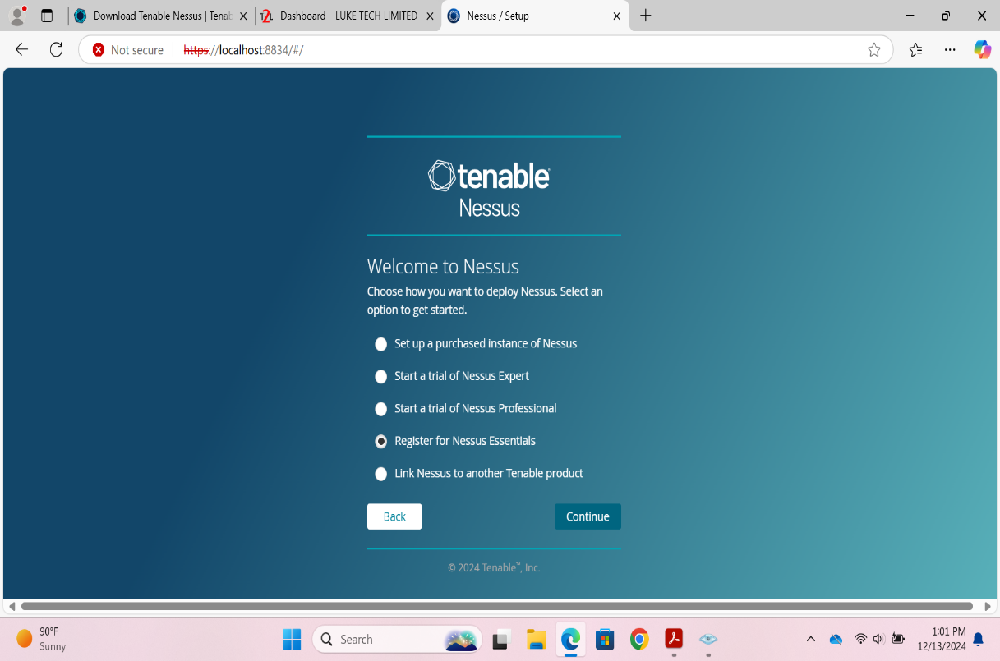 Download Tenable Nessus | Tenab
Dashboard – LUKE TECH LIMITED
Nessus / Setup
Not secure
https://localhost:8834/#/
tenable
Nessus
Welcome to Nessus
Choose how you want to deploy Nessus. Select an
option to get started.
Set up a purchased instance of Nessus
Start a trial of Nessus Expert
Start a trial of Nessus Professional
Register for Nessus Essentials
Link Nessus to another Tenable product
Back
Continue
© 2024 Tenable™, Inc.
90°F
Sunny
Search
1:01 PM
12/13/2024